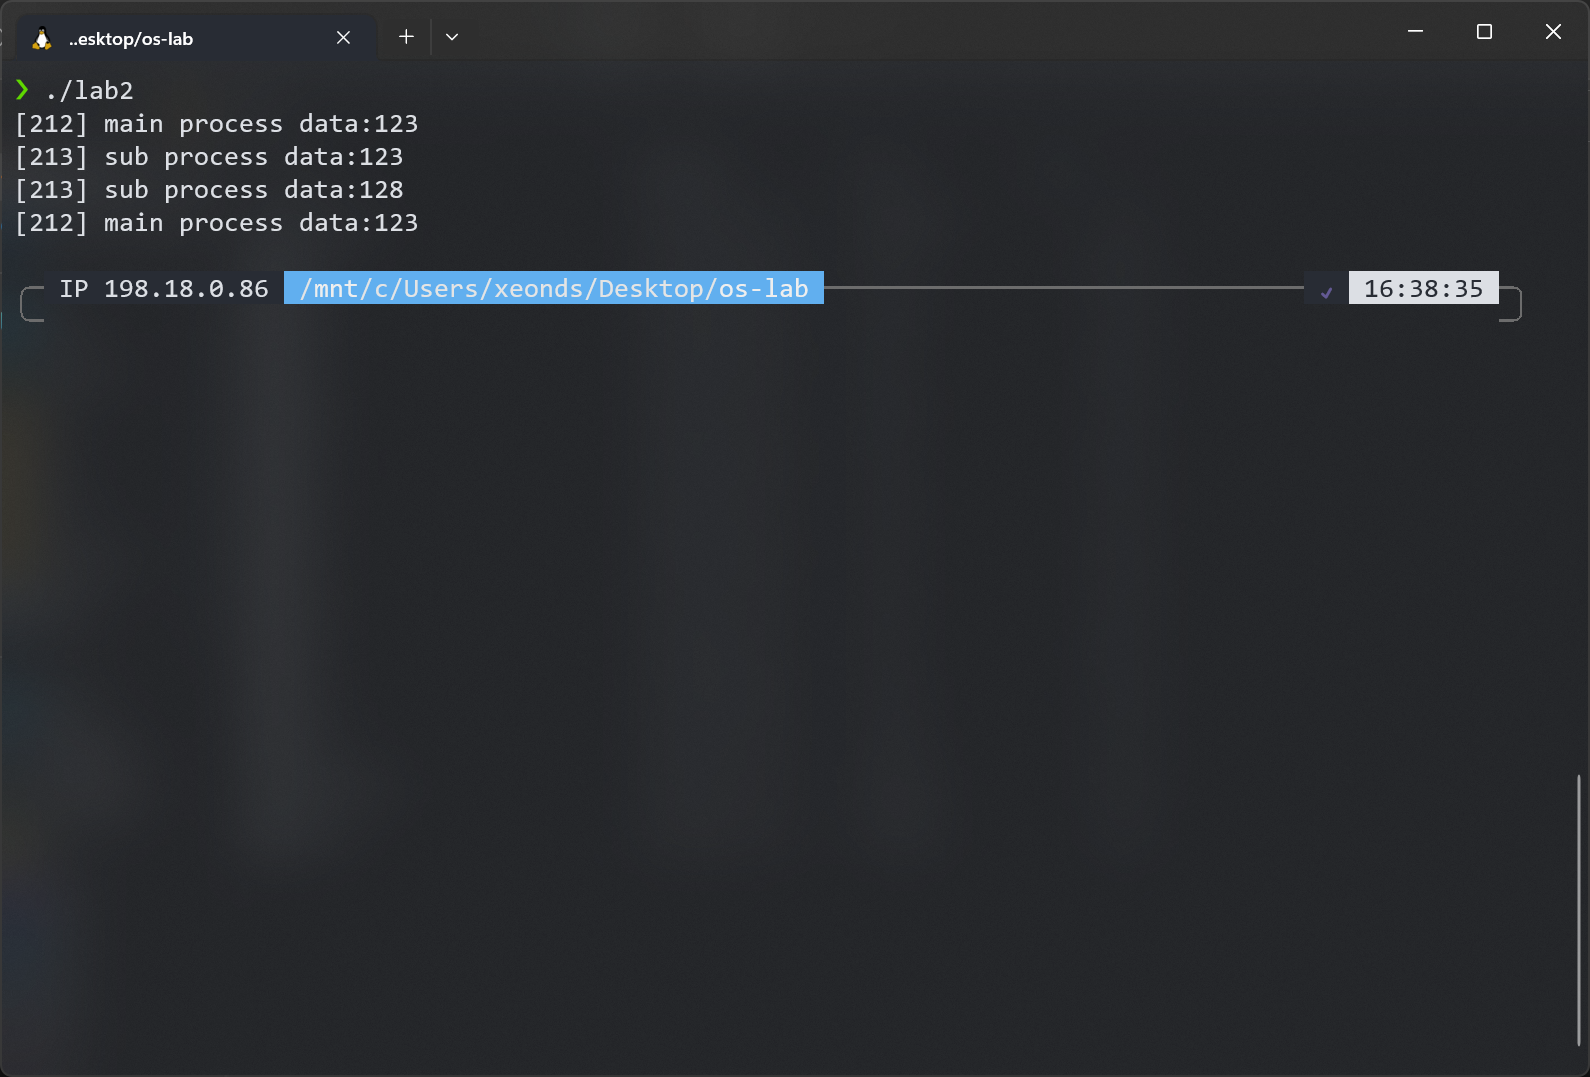 ..esktop/os-lab
❯ ./lab2
[212] main process data:123
[213] sub process data:123
[213] sub process data:128
[212] main process data:123
IP 198.18.0.86 /mnt/c/Users/xeonds/Desktop/os-lab ✓ 16:38:35